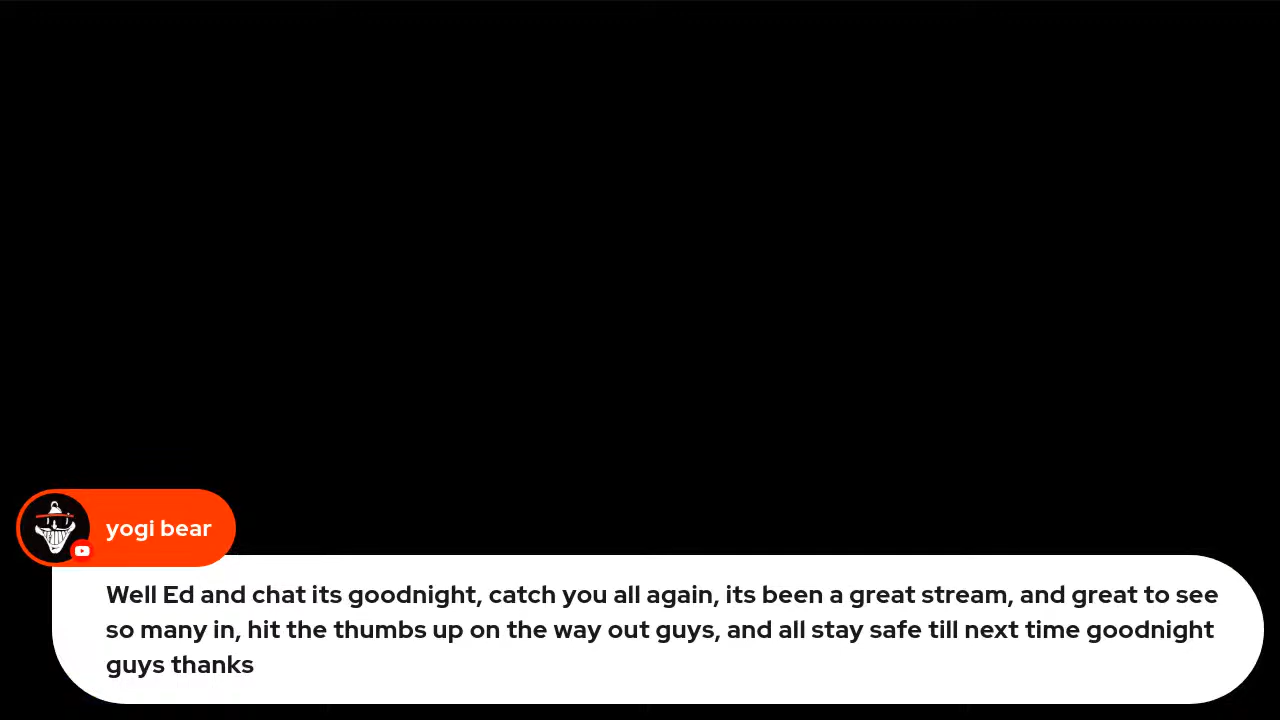 yogi bear
Well Ed and chat its goodnight, catch you all again, its been a great stream, and great to see
so many in, hit the thumbs up on the way out guys, and all stay safe till next time goodnight
guys thanks